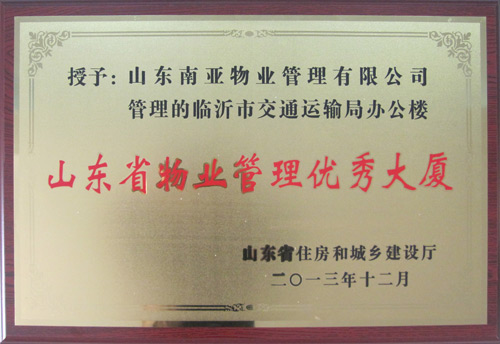 授予：山东南亚物业管理有限公司
管理的临沂市交通运输局办公楼
山东省物业管理优秀大厦
山东省住房和城乡建设厅
二〇一三年十二月